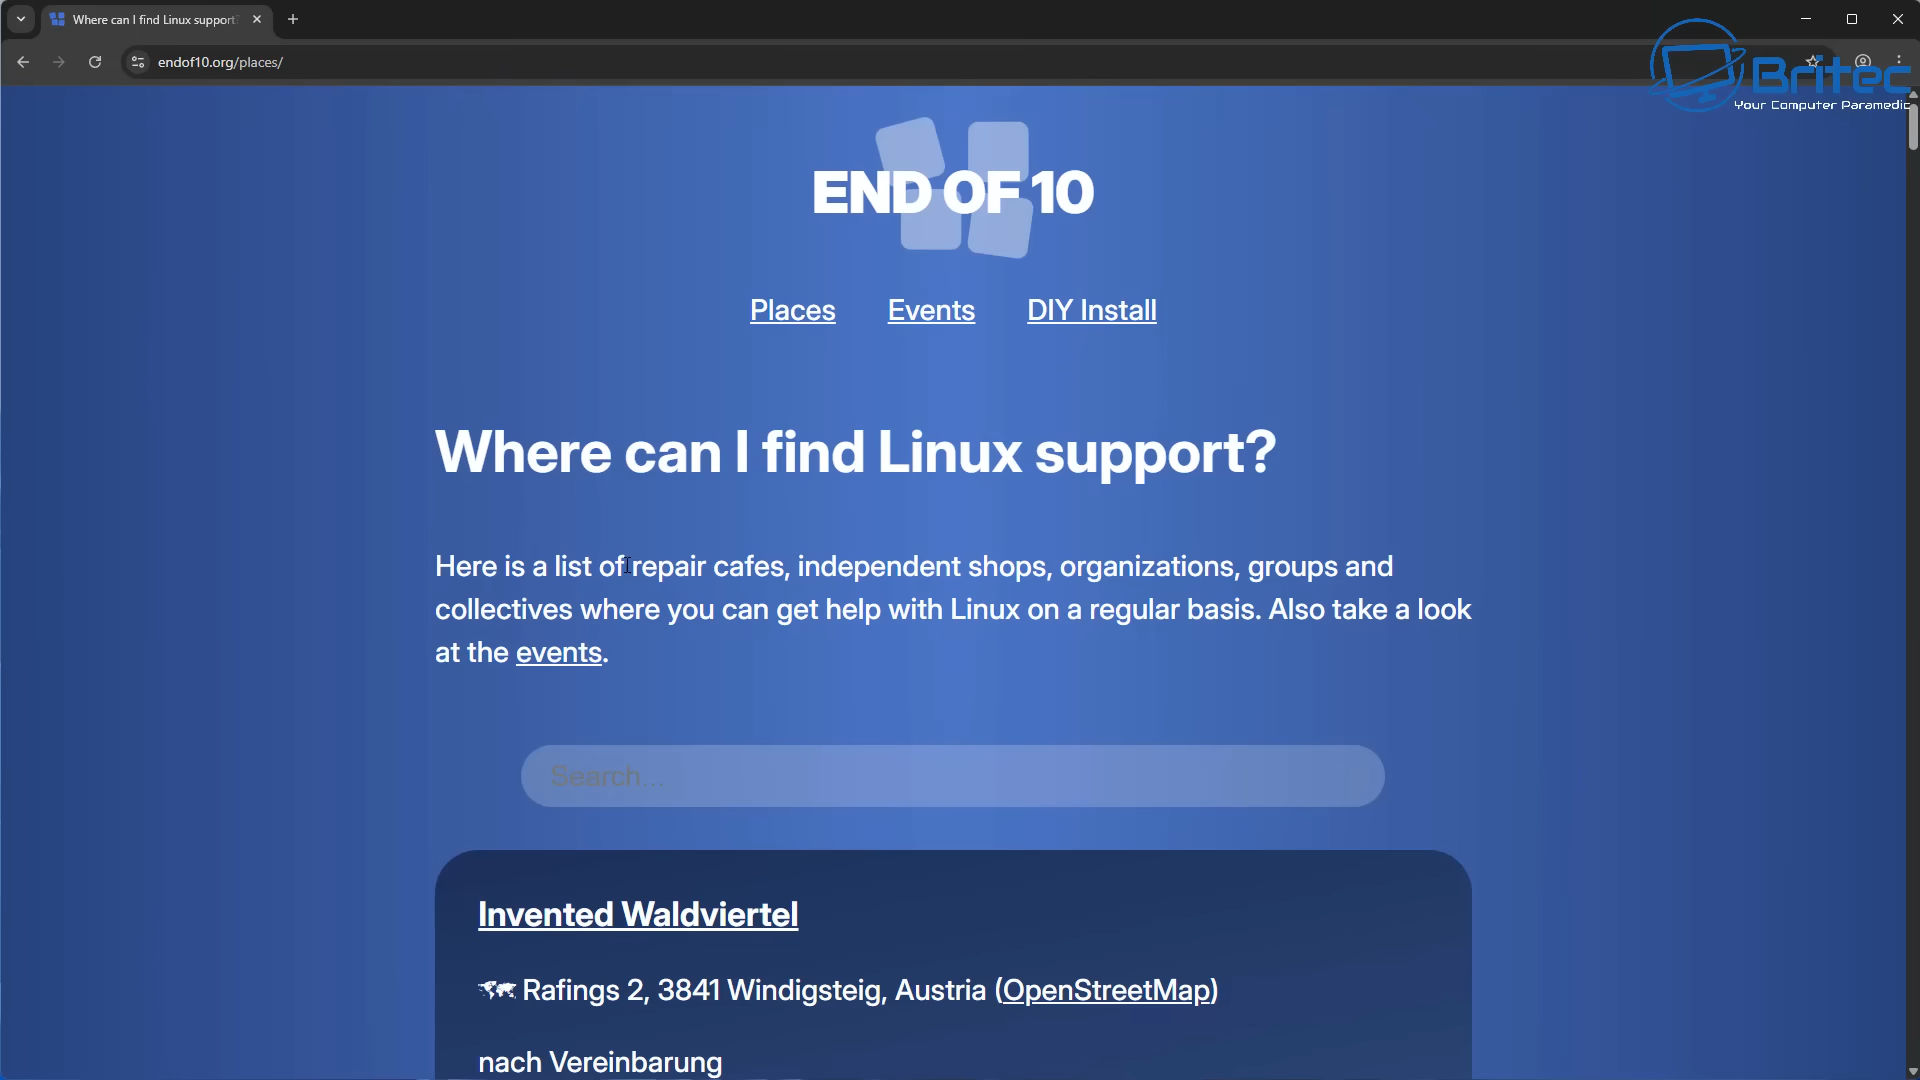 Where can I find Linux support
endof10.org/places/
Britec
Your Computer Paramedic
END OF 10
Places Events DIY Install
Where can I find Linux support?
Here is a list of repair cafes, independent shops, organizations, groups and
collectives where you can get help with Linux on a regular basis. Also take a look
at the events.
Search...
Invented Waldviertel
Rafings 2, 3841 Windigsteig, Austria (OpenStreetMap)
nach Vereinbarung